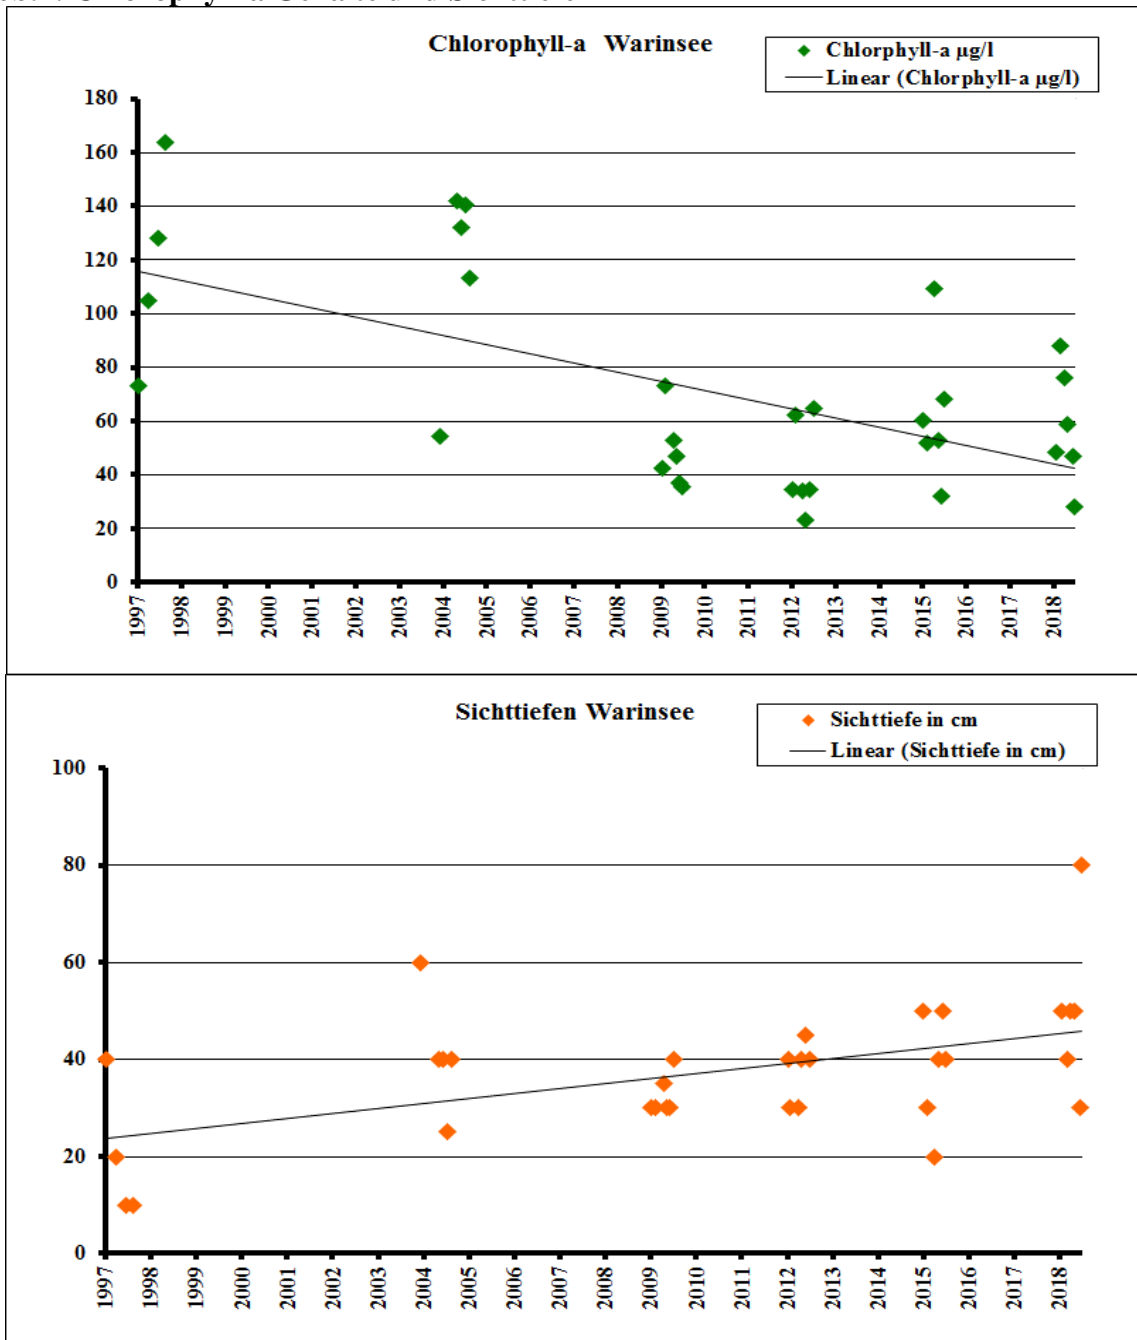 Chlorophyll-a Warinsee
Chlorphyll-a µg/l
Linear (Chlorphyll-a µg/l)
180
160
140
120
100
80
60
40
20
0
1997 1998 1999 2000 2001 2002 2003 2004 2005 2006 2007 2008 2009 2010 2011 2012 2013 2014 2015 2016 2017 2018
Sichttiefen Warinsee
Sichttiefe in cm
Linear (Sichttiefe in cm)
100
80
60
40
20
0
1997 1998 1999 2000 2001 2002 2003 2004 2005 2006 2007 2008 2009 2010 2011 2012 2013 2014 2015 2016 2017 2018